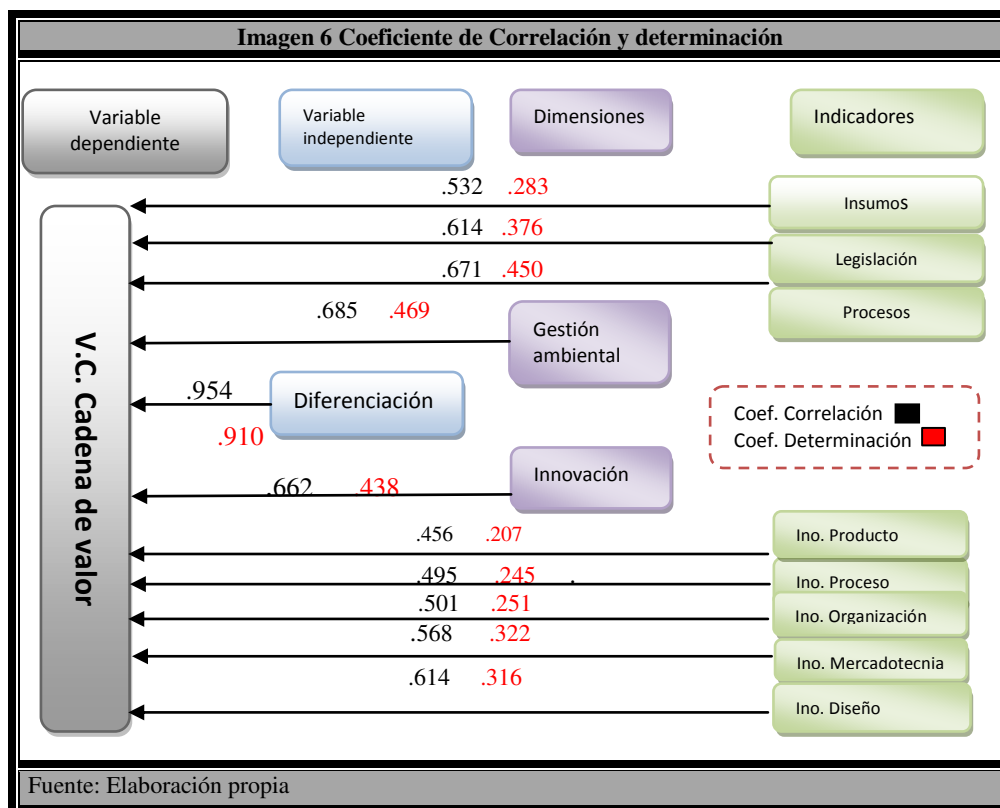 Imagen 6 Coeficiente de Correlación y determinación
Variable
dependiente
Variable
independiente
Dimensiones
Indicadores
.532 .283
Insumos
.614 .376
Legislación
.671 .450
Procesos
.685 .469
Gestión
ambiental
V.C. Cadena de valor
.954
Diferenciación
.910
Coef. Correlación
Coef. Determinación
Innovación
.662 .438
.456 .207
Ino. Producto
.495 .245 .
Ino. Proceso
.501 .251
Ino. Organización
.568 .322
Ino. Mercadotecnia
.614 .316
Ino. Diseño
Fuente: Elaboración propia